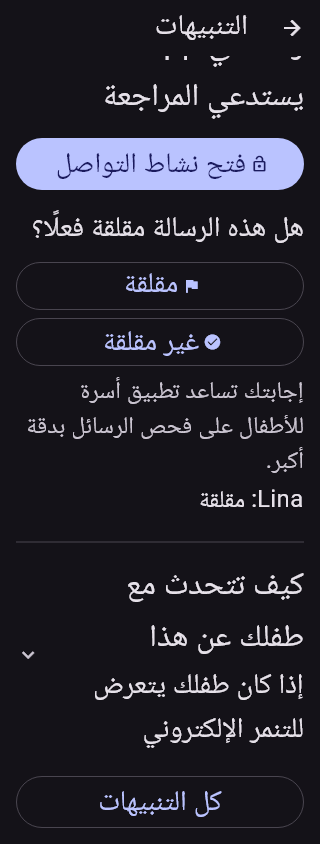 التنبيهات
يستدعي المراجعة
فتح نشاط التواصل
هل هذه الرسالة مقلقة فعلًا؟
مقلقة
غير مقلقة
إجابتك تساعد تطبيق أسرة
للأطفال على فحص الرسائل بدقة
أكبر.
Lina: مقلقة
كيف تتحدث مع
طفلك عن هذا
إذا كان طفلك يتعرض
للتنمر الإلكتروني
كل التنبيهات